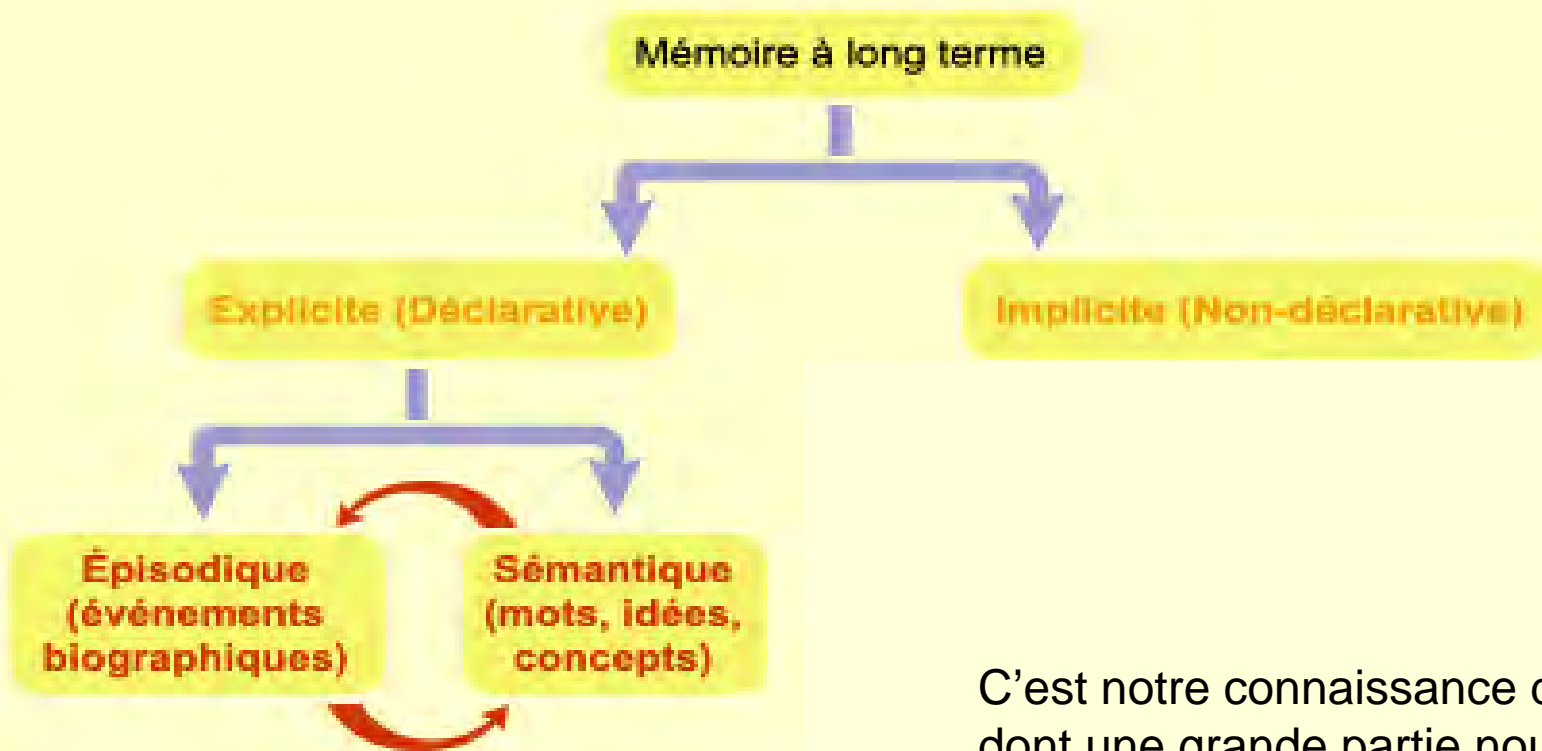 Mémoire à long terme
Explicite (Déclarative)
Implicite (Non-déclarative)
Épisodique
(événements
biographiques)
Sémantique
(mots, idées,
concepts)
C’est notre connaissance
dont une grande partie